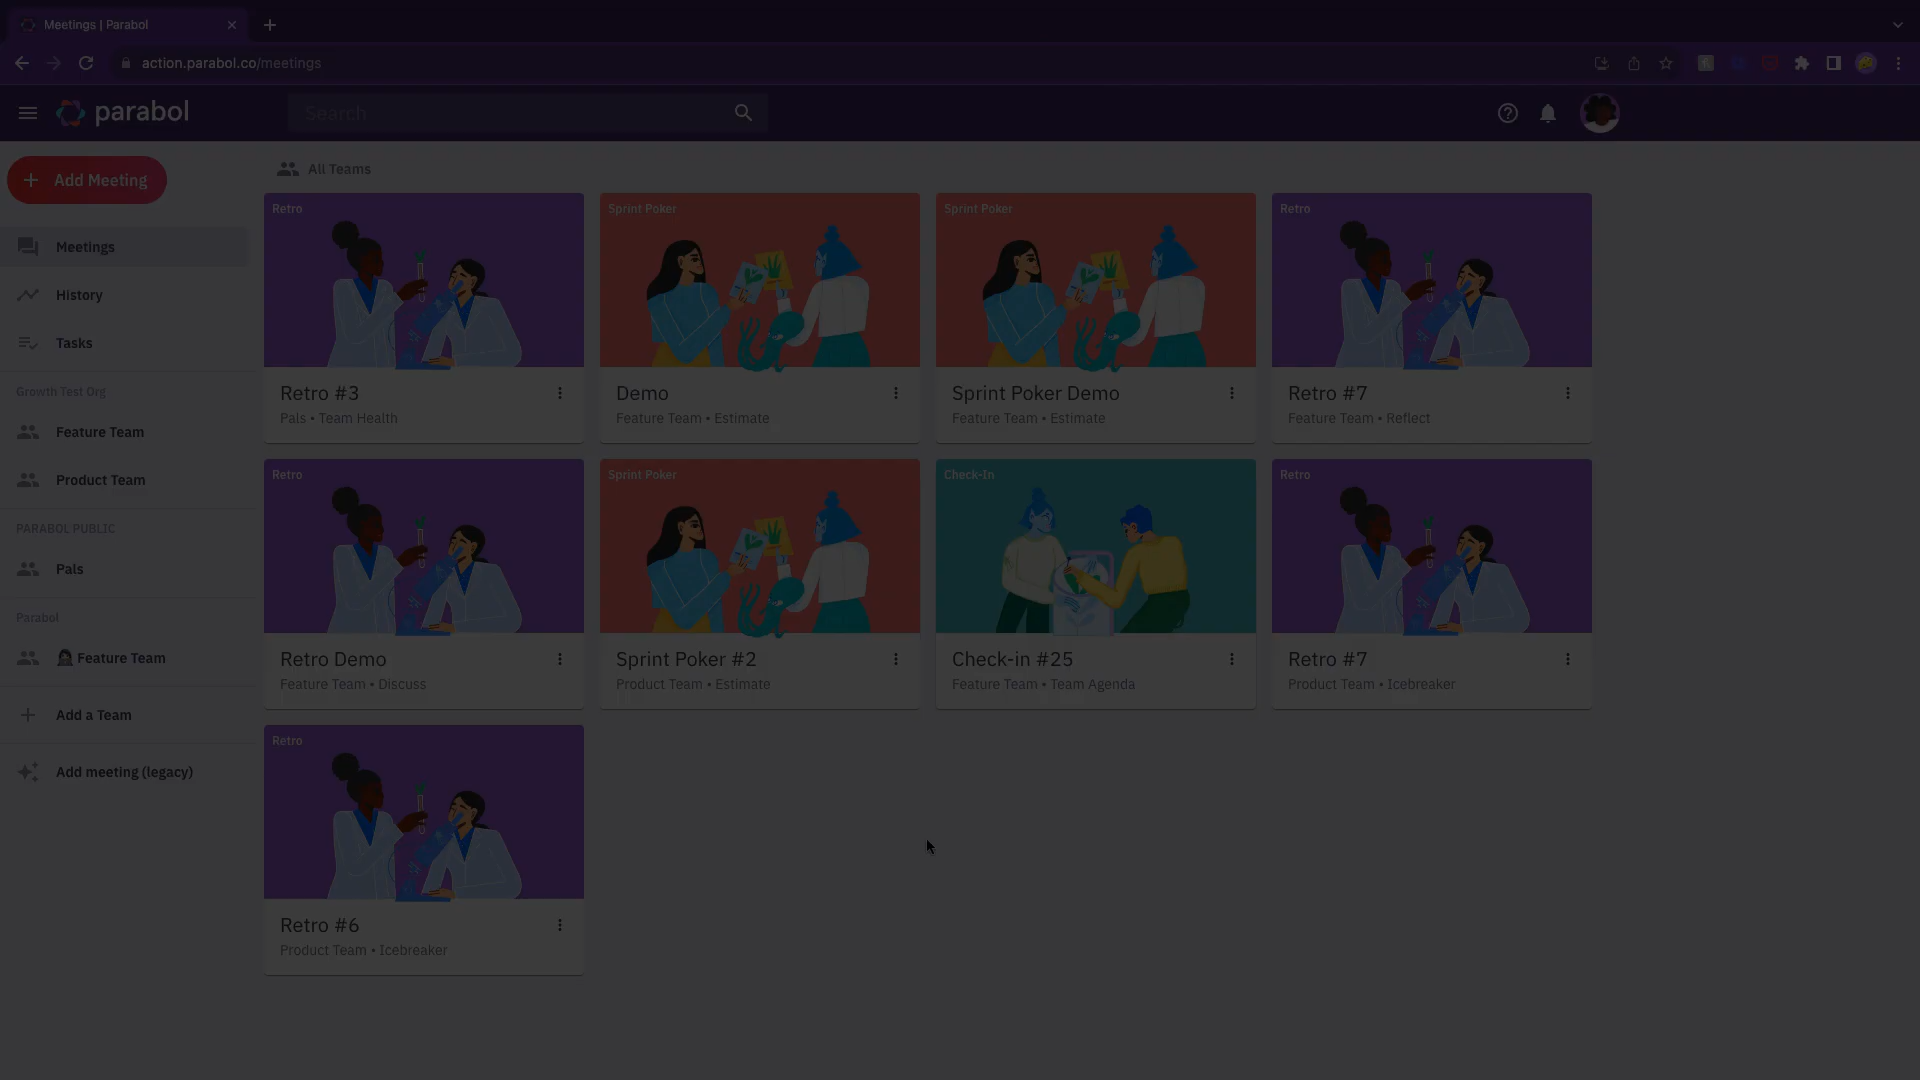 Meetings | Parabol
action.parabol.co/meetings
parabol
Search
Add Meeting
Meetings
History
Tasks
Growth Test Org
Feature Team
Product Team
PARABOL PUBLIC
Pals
Parabol
Feature Team
Add a Team
Add meeting (legacy)
All Teams
Retro
Retro #3
Pals • Team Health
Sprint Poker
Demo
Feature Team • Estimate
Sprint Poker
Sprint Poker Demo
Feature Team • Estimate
Retro
Retro #7
Feature Team • Reflect
Retro
Retro Demo
Feature Team • Discuss
Sprint Poker
Sprint Poker #2
Product Team • Estimate
Check-In
Check-in #25
Feature Team • Team Agenda
Retro
Retro #7
Product Team • Icebreaker
Retro
Retro #6
Product Team • Icebreaker